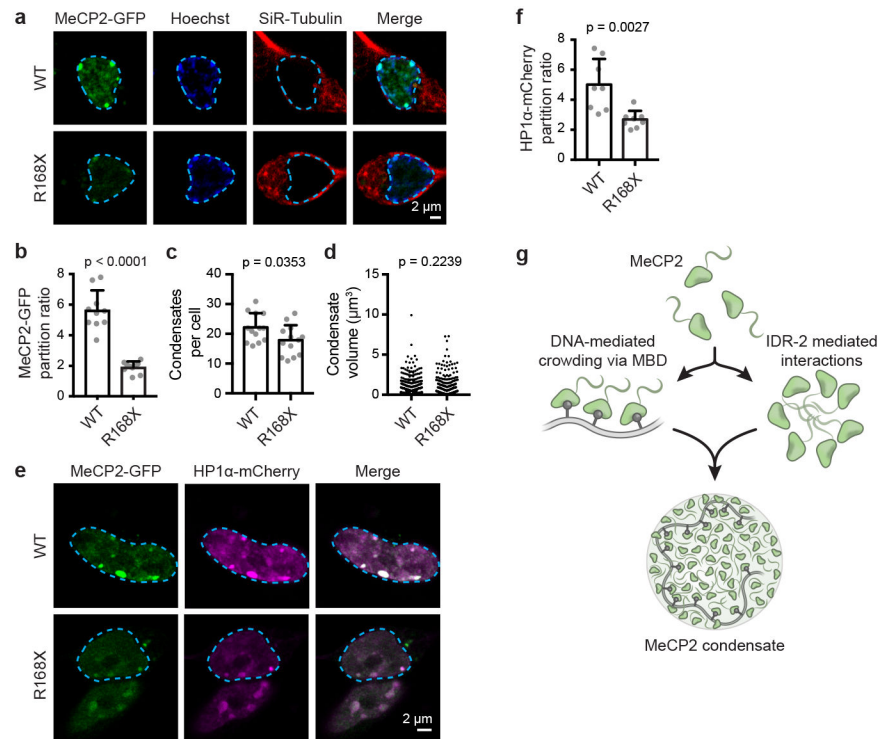 a
MeCP2-GFP Hoechst SiR-Tubulin Merge
WT
R168X
2 µm
b
p < 0.0001
MeCP2-GFP
partition ratio
8
6
4
2
0
WT
R168X
c
p = 0.0353
Condensates
per cell
40
30
20
10
0
WT
R168X
d
p = 0.2239
Condensate
volume (µm³)
15
10
5
0
WT
R168X
e
MeCP2-GFP HP1α-mCherry Merge
WT
R168X
2 µm
f
p = 0.0027
HP1α-mCherry
partition ratio
8
6
4
2
0
WT
R168X
g
MeCP2
DNA-mediated
crowding via MBD
IDR-2 mediated
interactions
MeCP2 condensate